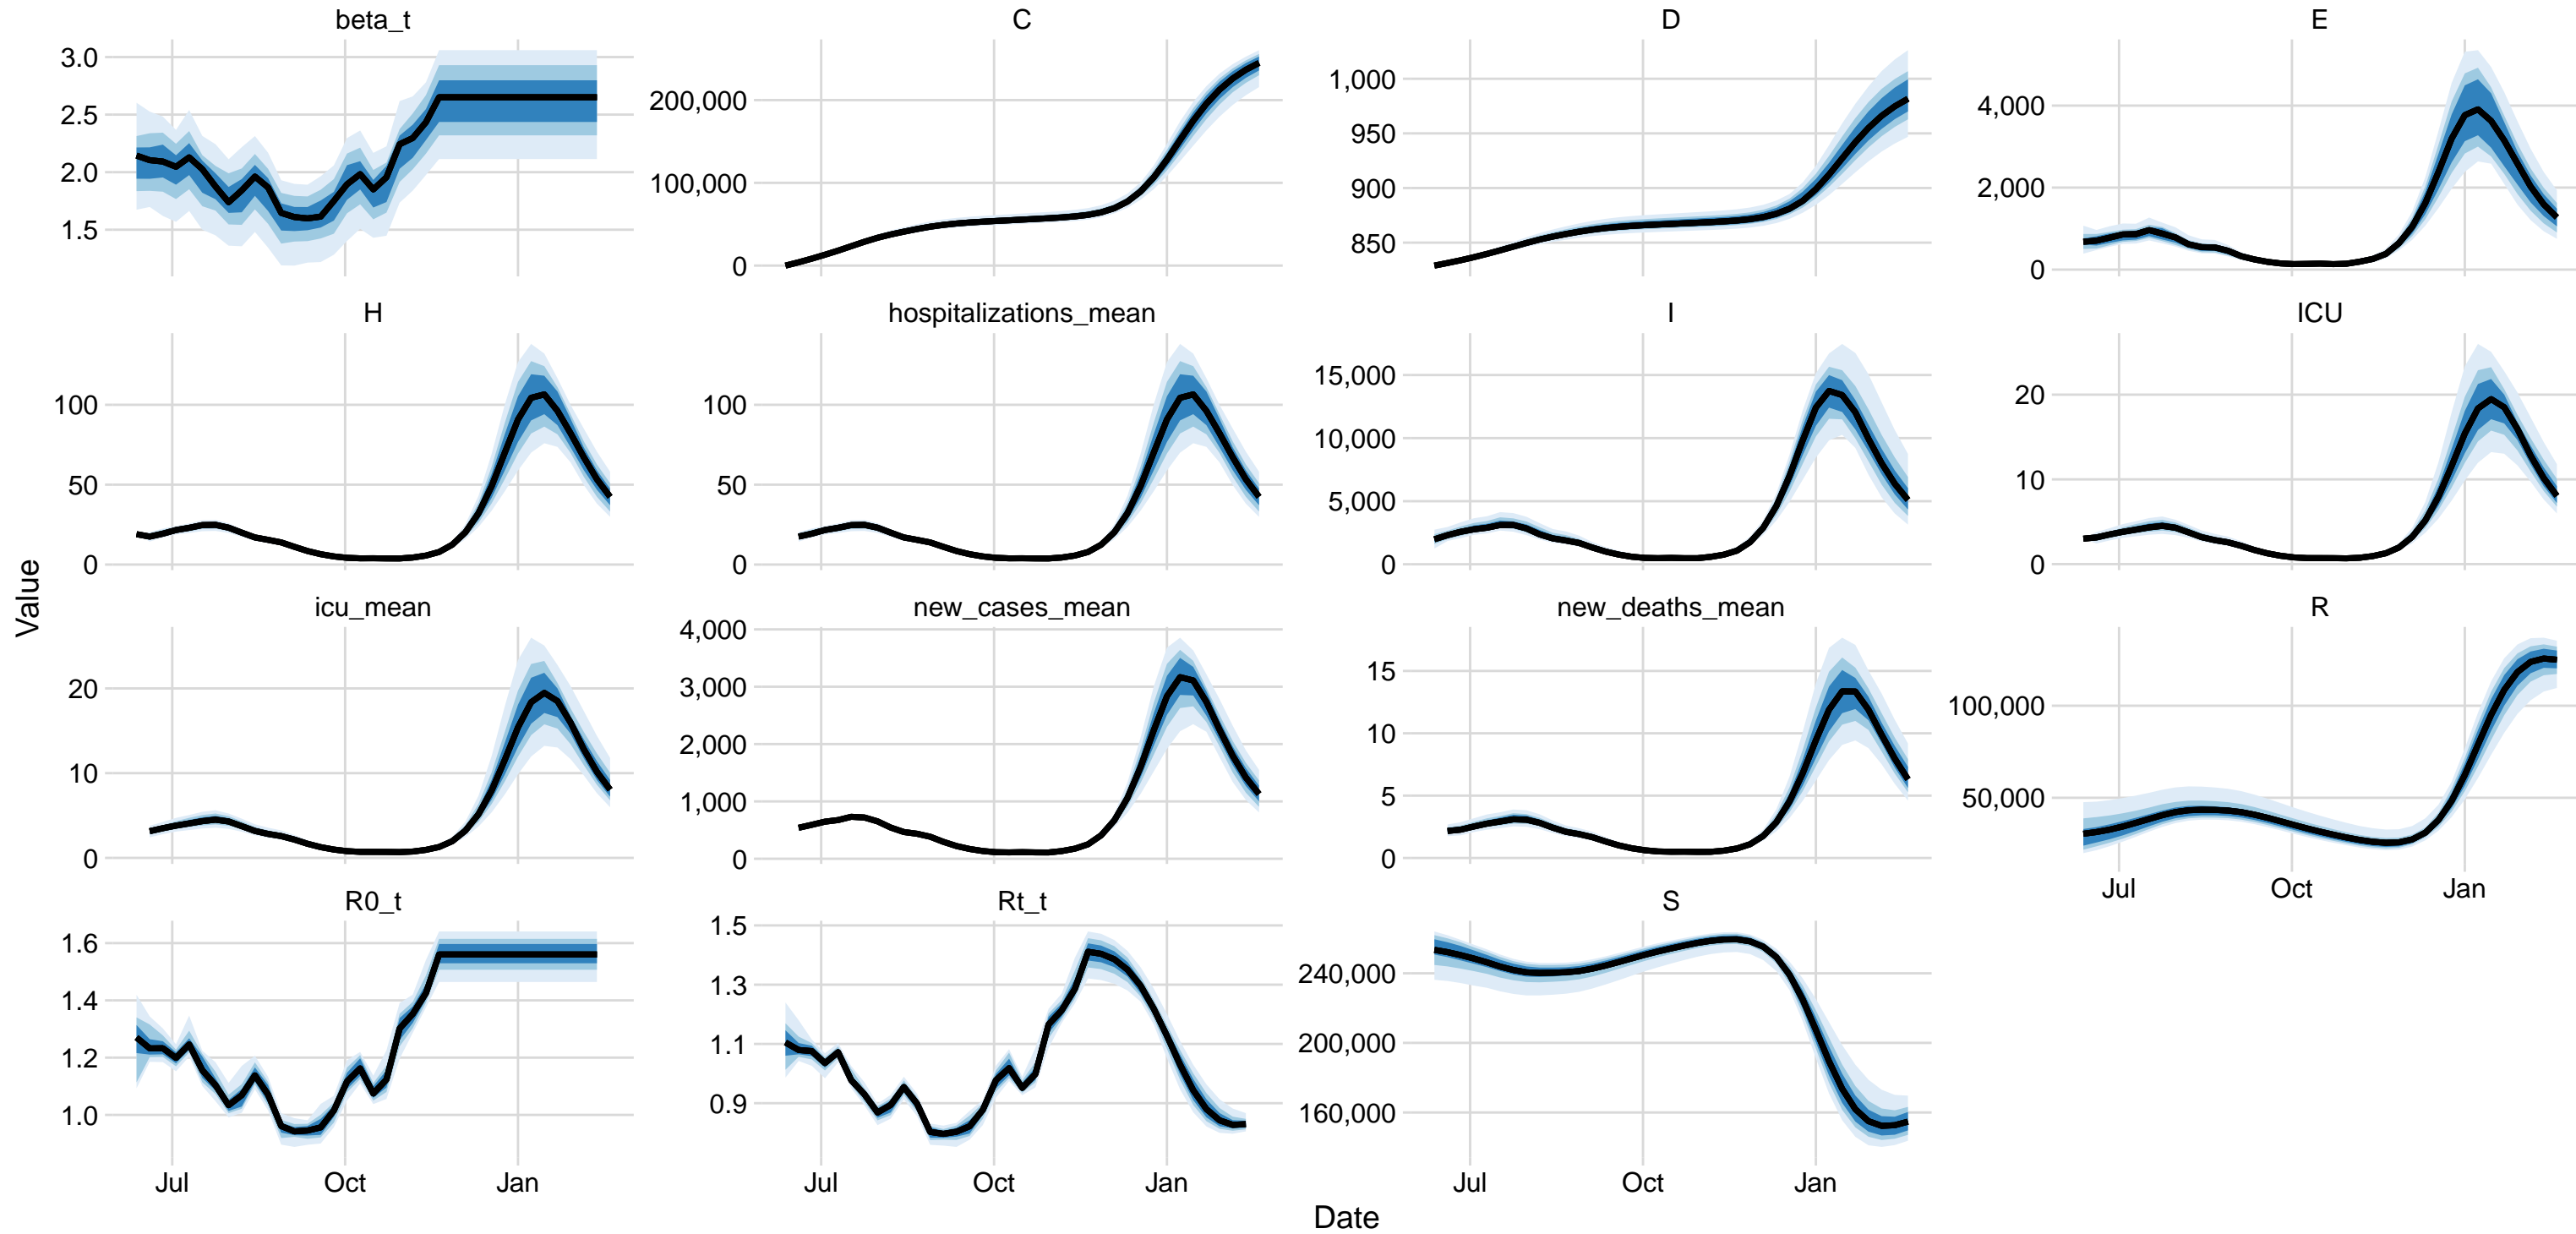 beta_t
C
D
E
3.0
2.5
2.0
1.5
200,000
100,000
0
1,000
950
900
850
4,000
2,000
0
H
hospitalizations_mean
I
ICU
100
50
0
100
50
0
15,000
10,000
5,000
0
20
10
0
icu_mean
new_cases_mean
new_deaths_mean
R
20
10
0
4,000
3,000
2,000
1,000
0
15
10
5
0
100,000
50,000
Jul Oct Jan
R0_t
Rt_t
S
1.6
1.4
1.2
1.0
1.5
1.3
1.1
0.9
240,000
200,000
160,000
Jul Oct Jan
Jul Oct Jan
Jul Oct Jan
Value
Date